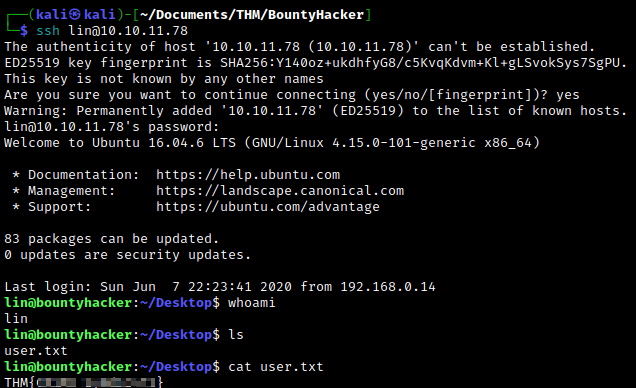 ┌──(kali㉿kali)-[~/Documents/THM/BountyHacker]
└─$ ssh lin@10.10.11.78
The authenticity of host '10.10.11.78 (10.10.11.78)' can't be established.
ED25519 key fingerprint is SHA256:Y140oz+ukdhfyG8/c5KvqKdvm+Kl+gLSvokSys7SgPU.
This key is not known by any other names
Are you sure you want to continue connecting (yes/no/[fingerprint])? yes
Warning: Permanently added '10.10.11.78' (ED25519) to the list of known hosts.
lin@10.10.11.78's password:
Welcome to Ubuntu 16.04.6 LTS (GNU/Linux 4.15.0-101-generic x86_64)
* Documentation:  https://help.ubuntu.com
* Management:     https://landscape.canonical.com
* Support:        https://ubuntu.com/advantage
83 packages can be updated.
0 updates are security updates.
Last login: Sun Jun  7 22:23:41 2020 from 192.168.0.14
lin@bountyhacker:~/Desktop$ whoami
lin
lin@bountyhacker:~/Desktop$ ls
user.txt
lin@bountyhacker:~/Desktop$ cat user.txt
THM{